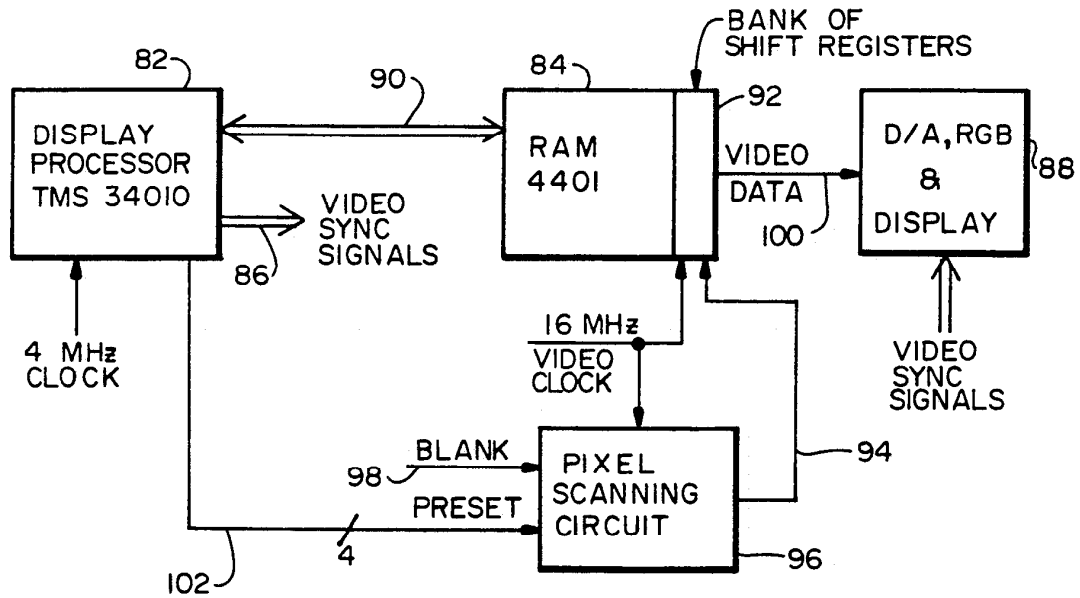 BANK OF
SHIFT REGISTERS
82
90
84
92
DISPLAY
PROCESSOR
TMS 34010
RAM
4401
VIDEO
DATA
100
D/A, RGB
&
DISPLAY
88
VIDEO
SYNC
SIGNALS
86
4 MHz
CLOCK
16 MHz
VIDEO
CLOCK
VIDEO
SYNC
SIGNALS
BLANK
98
PRESET
4
102
PIXEL
SCANNING
CIRCUIT
94
96